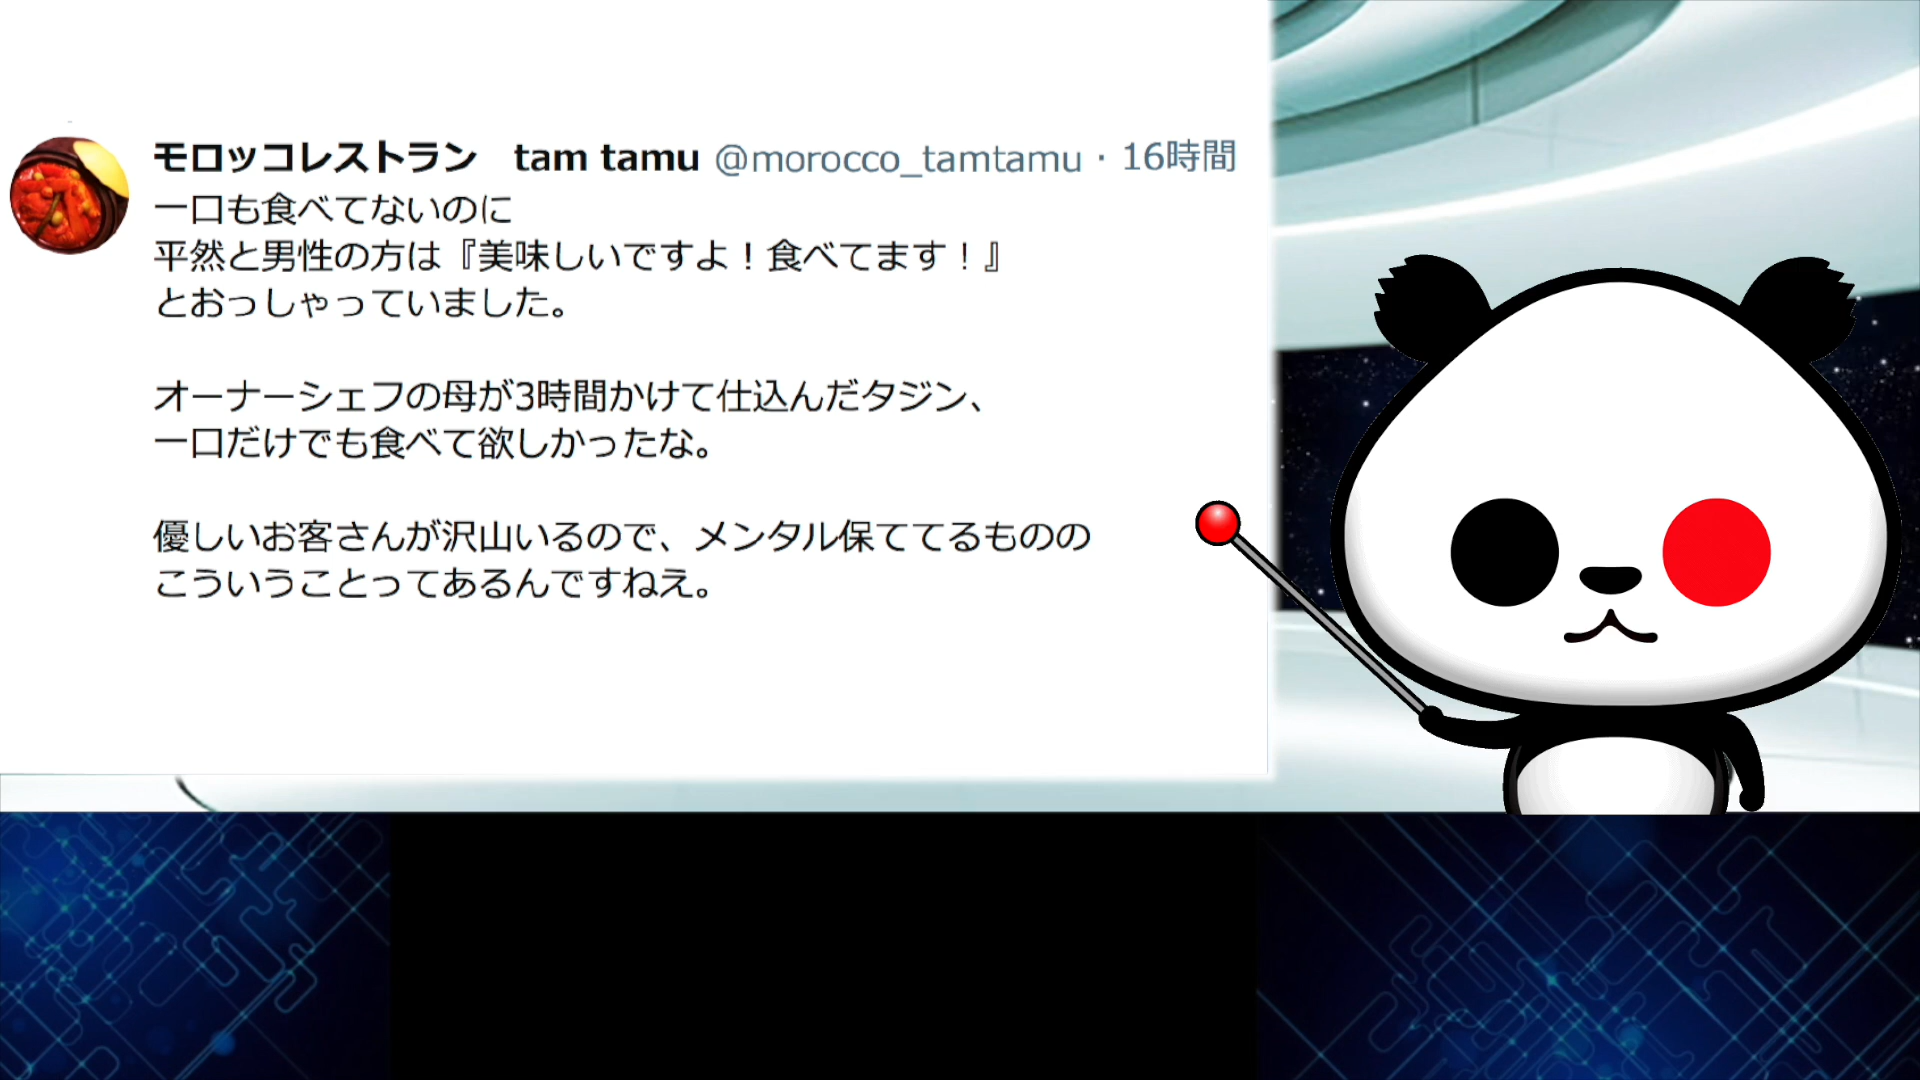 モロッコレストラン　tam tamu @morocco_tamtamu · 16時間
一口も食べてないのに
平然と男性の方は『美味しいですよ！食べてます！』
とおっしゃっていました。
オーナーシェフの母が3時間かけて仕込んだタジン、
一口だけでも食べて欲しかったな。
優しいお客さんが沢山いるので、メンタル保ててるものの
こういうことってあるんですねえ。